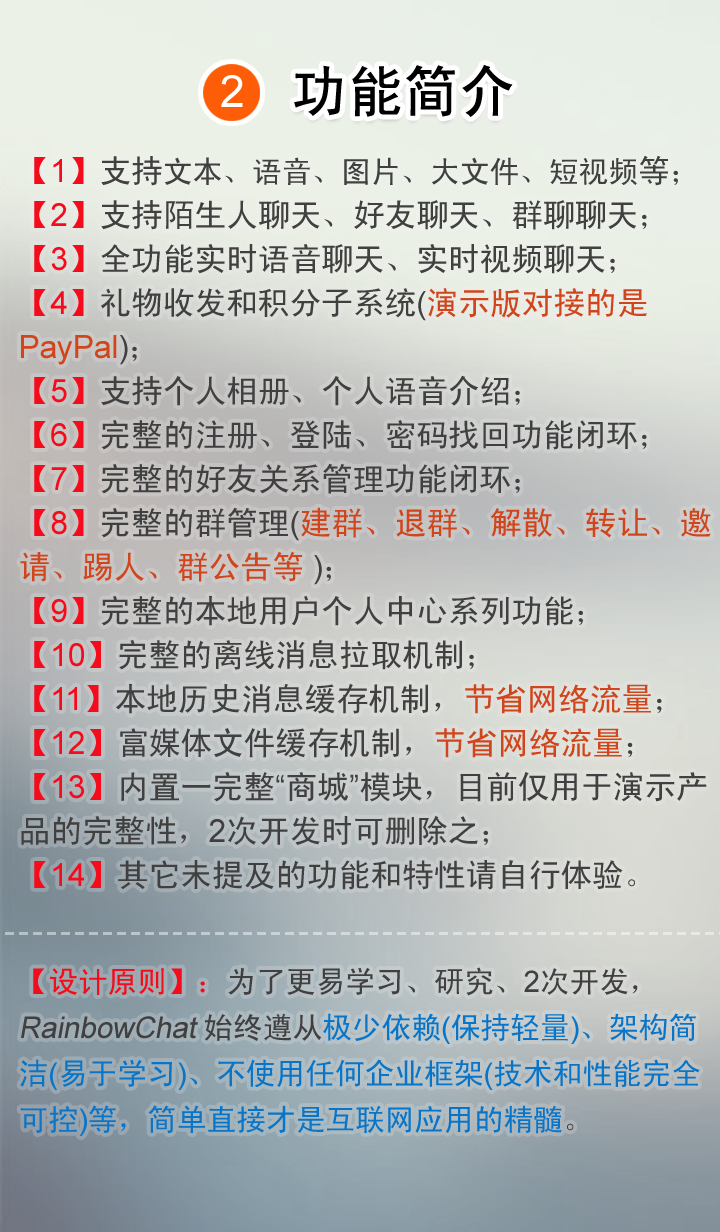 2 功能简介
【1】支持文本、语音、图片、大文件、短视频等；
【2】支持陌生人聊天、好友聊天、群聊聊天；
【3】全功能实时语音聊天、实时视频聊天；
【4】礼物收发和积分子系统(演示版对接的是
PayPal)；
【5】支持个人相册、个人语音介绍；
【6】完整的注册、登陆、密码找回功能闭环；
【7】完整的好友关系管理功能闭环；
【8】完整的群管理(建群、退群、解散、转让、邀
请、踢人、群公告等 )；
【9】完整的本地用户个人中心系列功能；
【10】完整的离线消息拉取机制；
【11】本地历史消息缓存机制，节省网络流量；
【12】富媒体文件缓存机制，节省网络流量；
【13】内置一完整“商城”模块，目前仅用于演示产
品的完整性，2次开发时可删除之；
【14】其它未提及的功能和特性请自行体验。
【设计原则】：为了更易学习、研究、2次开发，
RainbowChat 始终遵从极少依赖(保持轻量)、架构简
洁(易于学习)、不使用任何企业框架(技术和性能完全
可控)等，简单直接才是互联网应用的精髓。